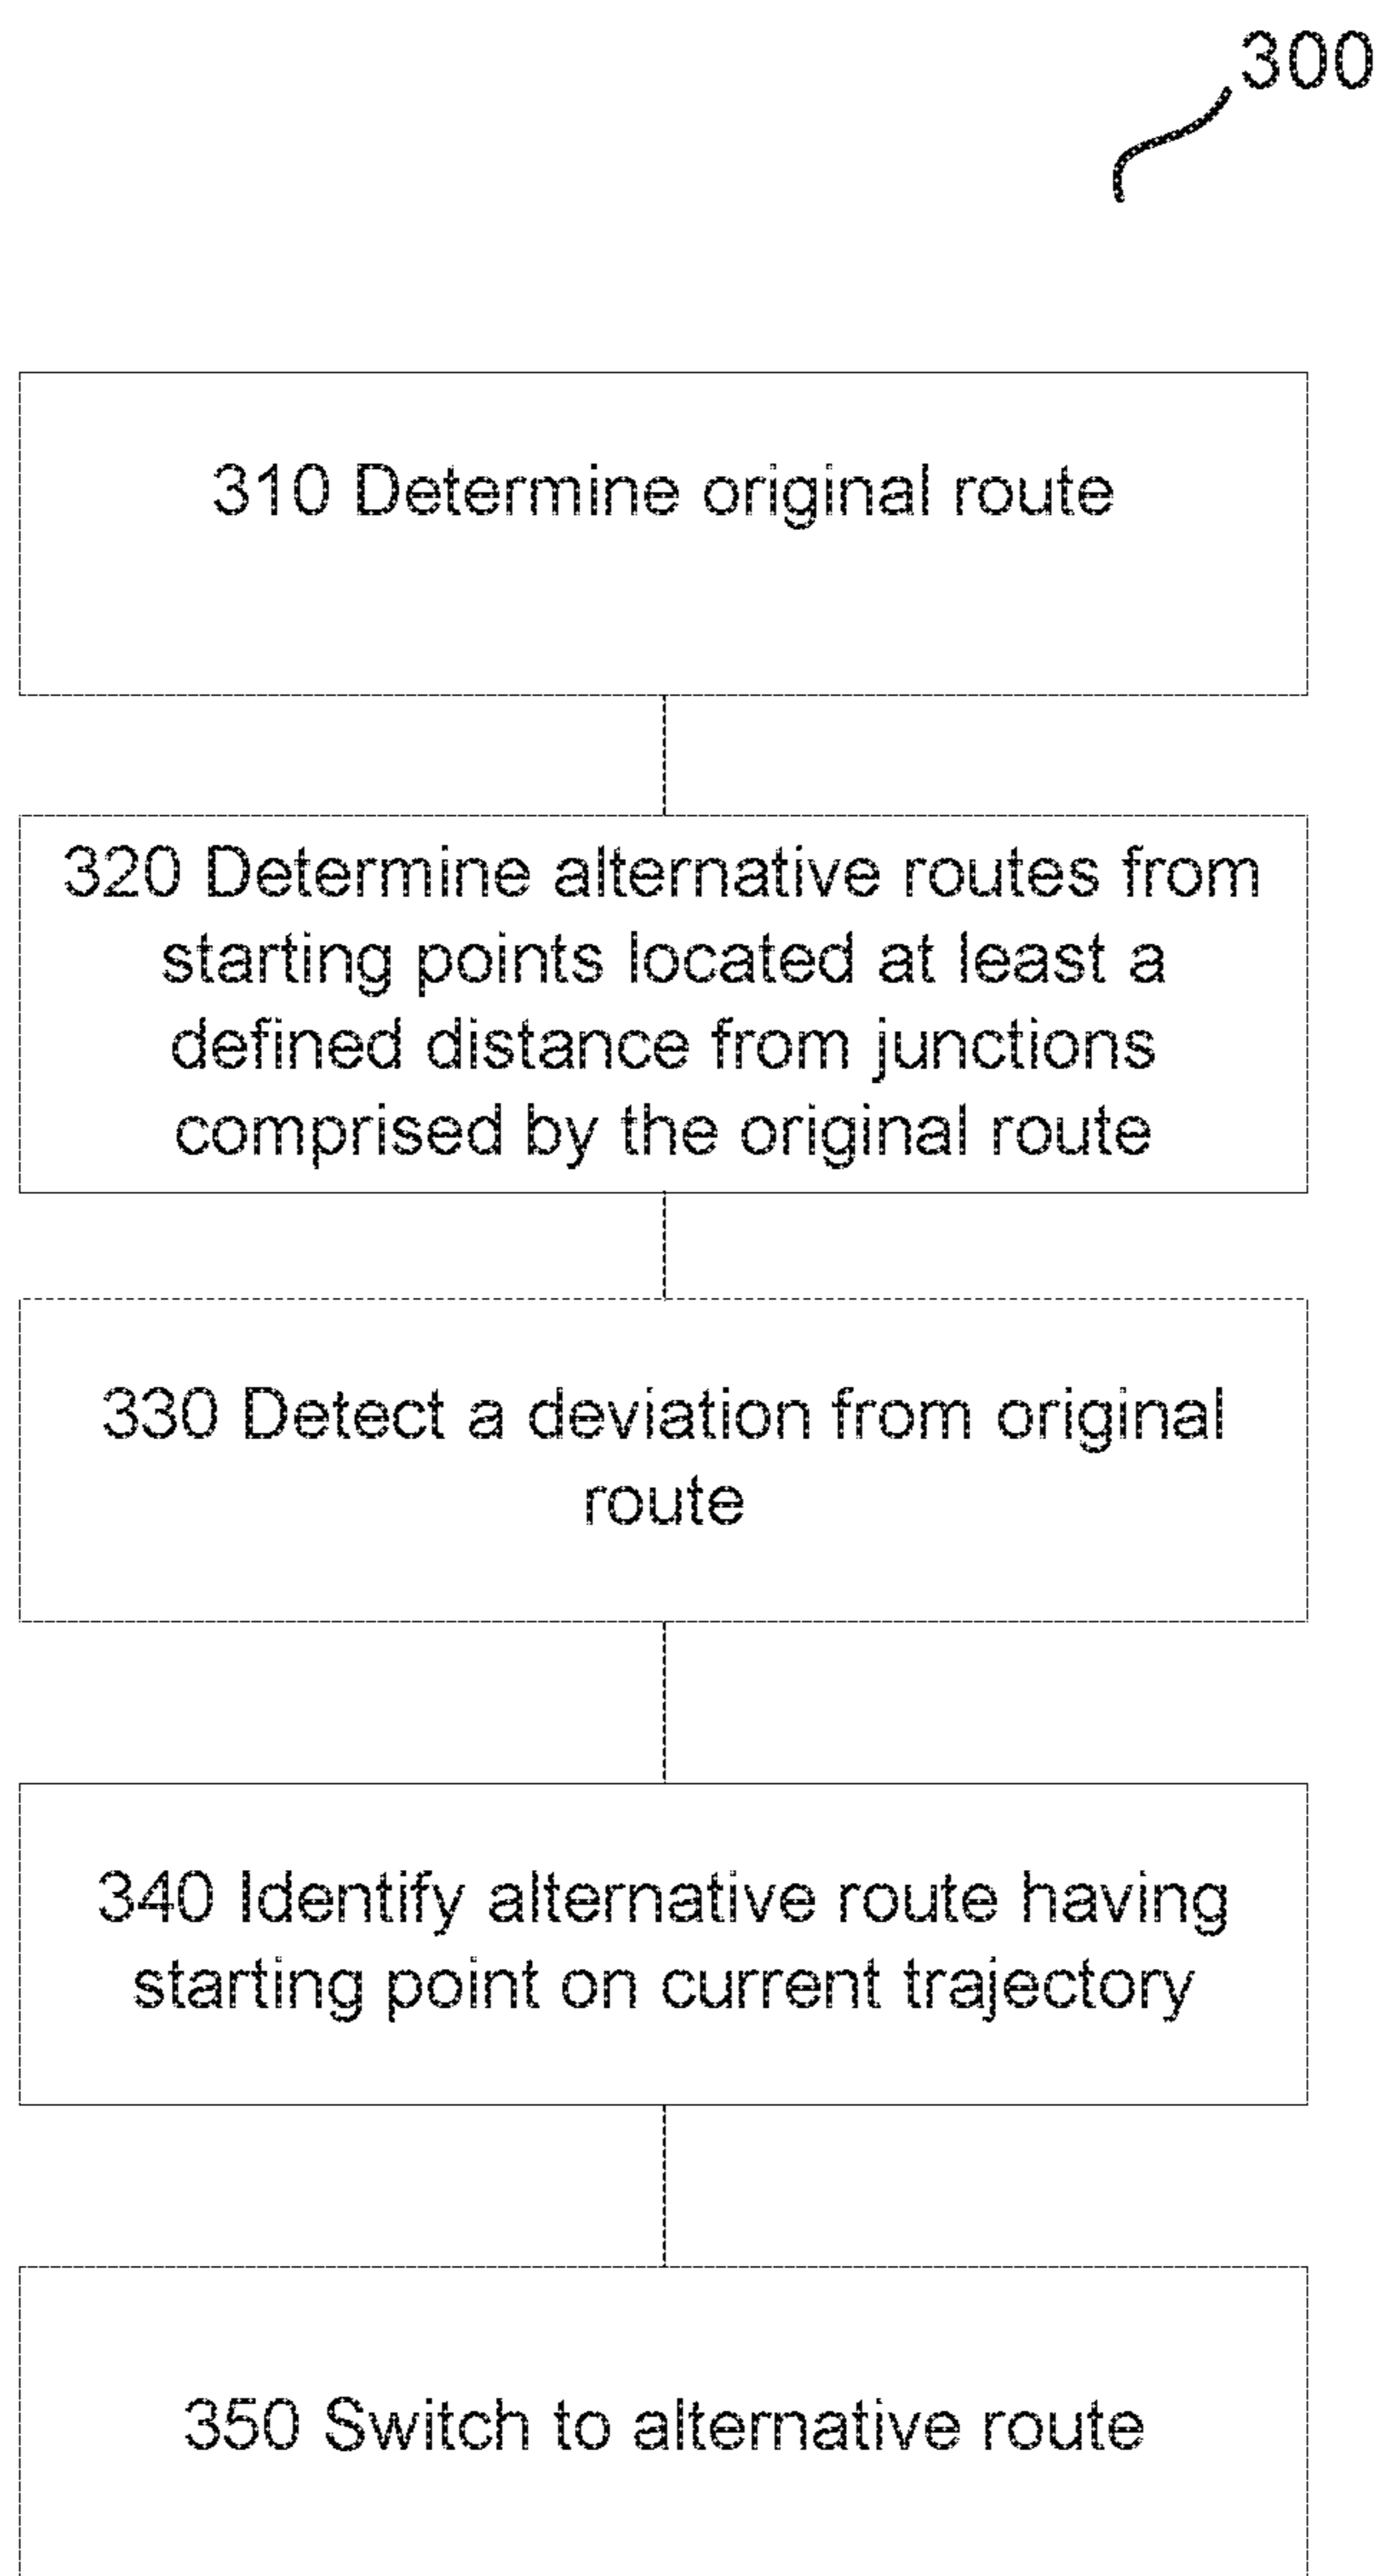 300
310 Determine original route
320 Determine alternative routes from
starting points located at least a
defined distance from junctions
comprised by the original route
330 Detect a deviation from original
route
340 Identify alternative route having
starting point on current trajectory
350 Switch to alternative route